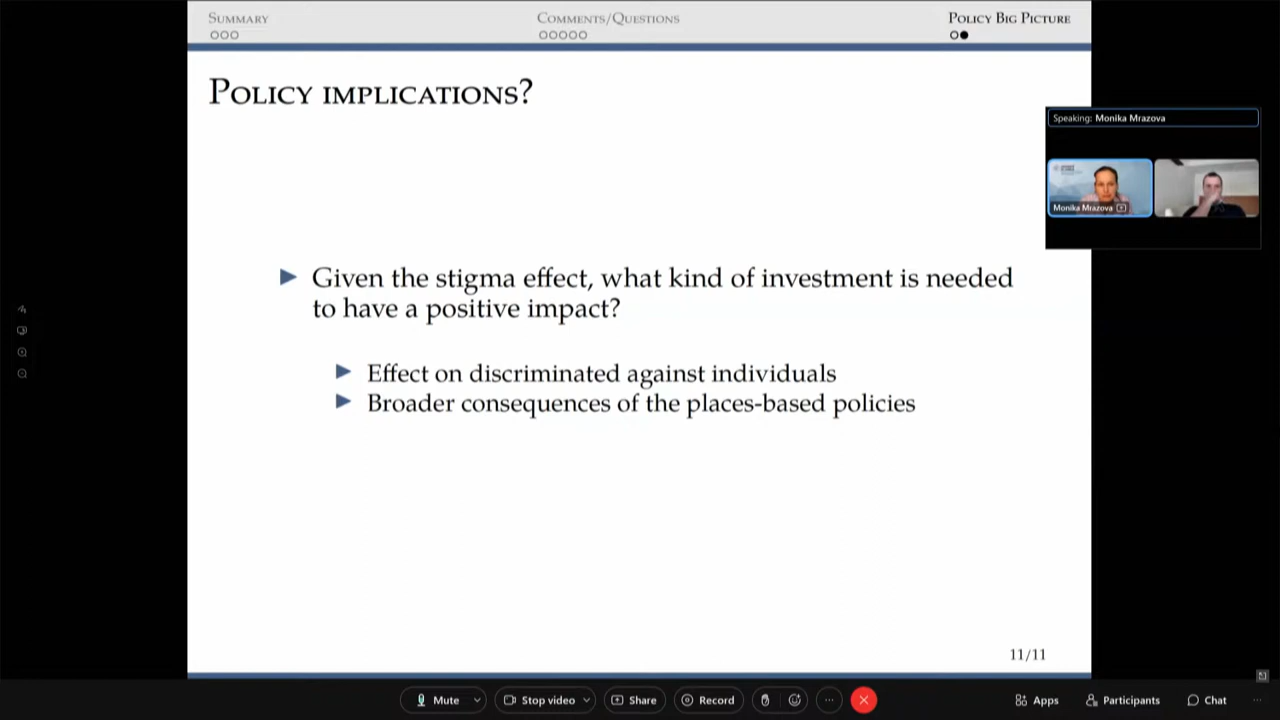 Summary
Comments/Questions
Policy Big Picture
Policy implications?
Speaking: Monika Mrazova
Monika Mrazova
Given the stigma effect, what kind of investment is needed
to have a positive impact?
Effect on discriminated against individuals
Broader consequences of the places-based policies
11/11
Mute
Stop video
Share
Record
Apps
Participants
Chat